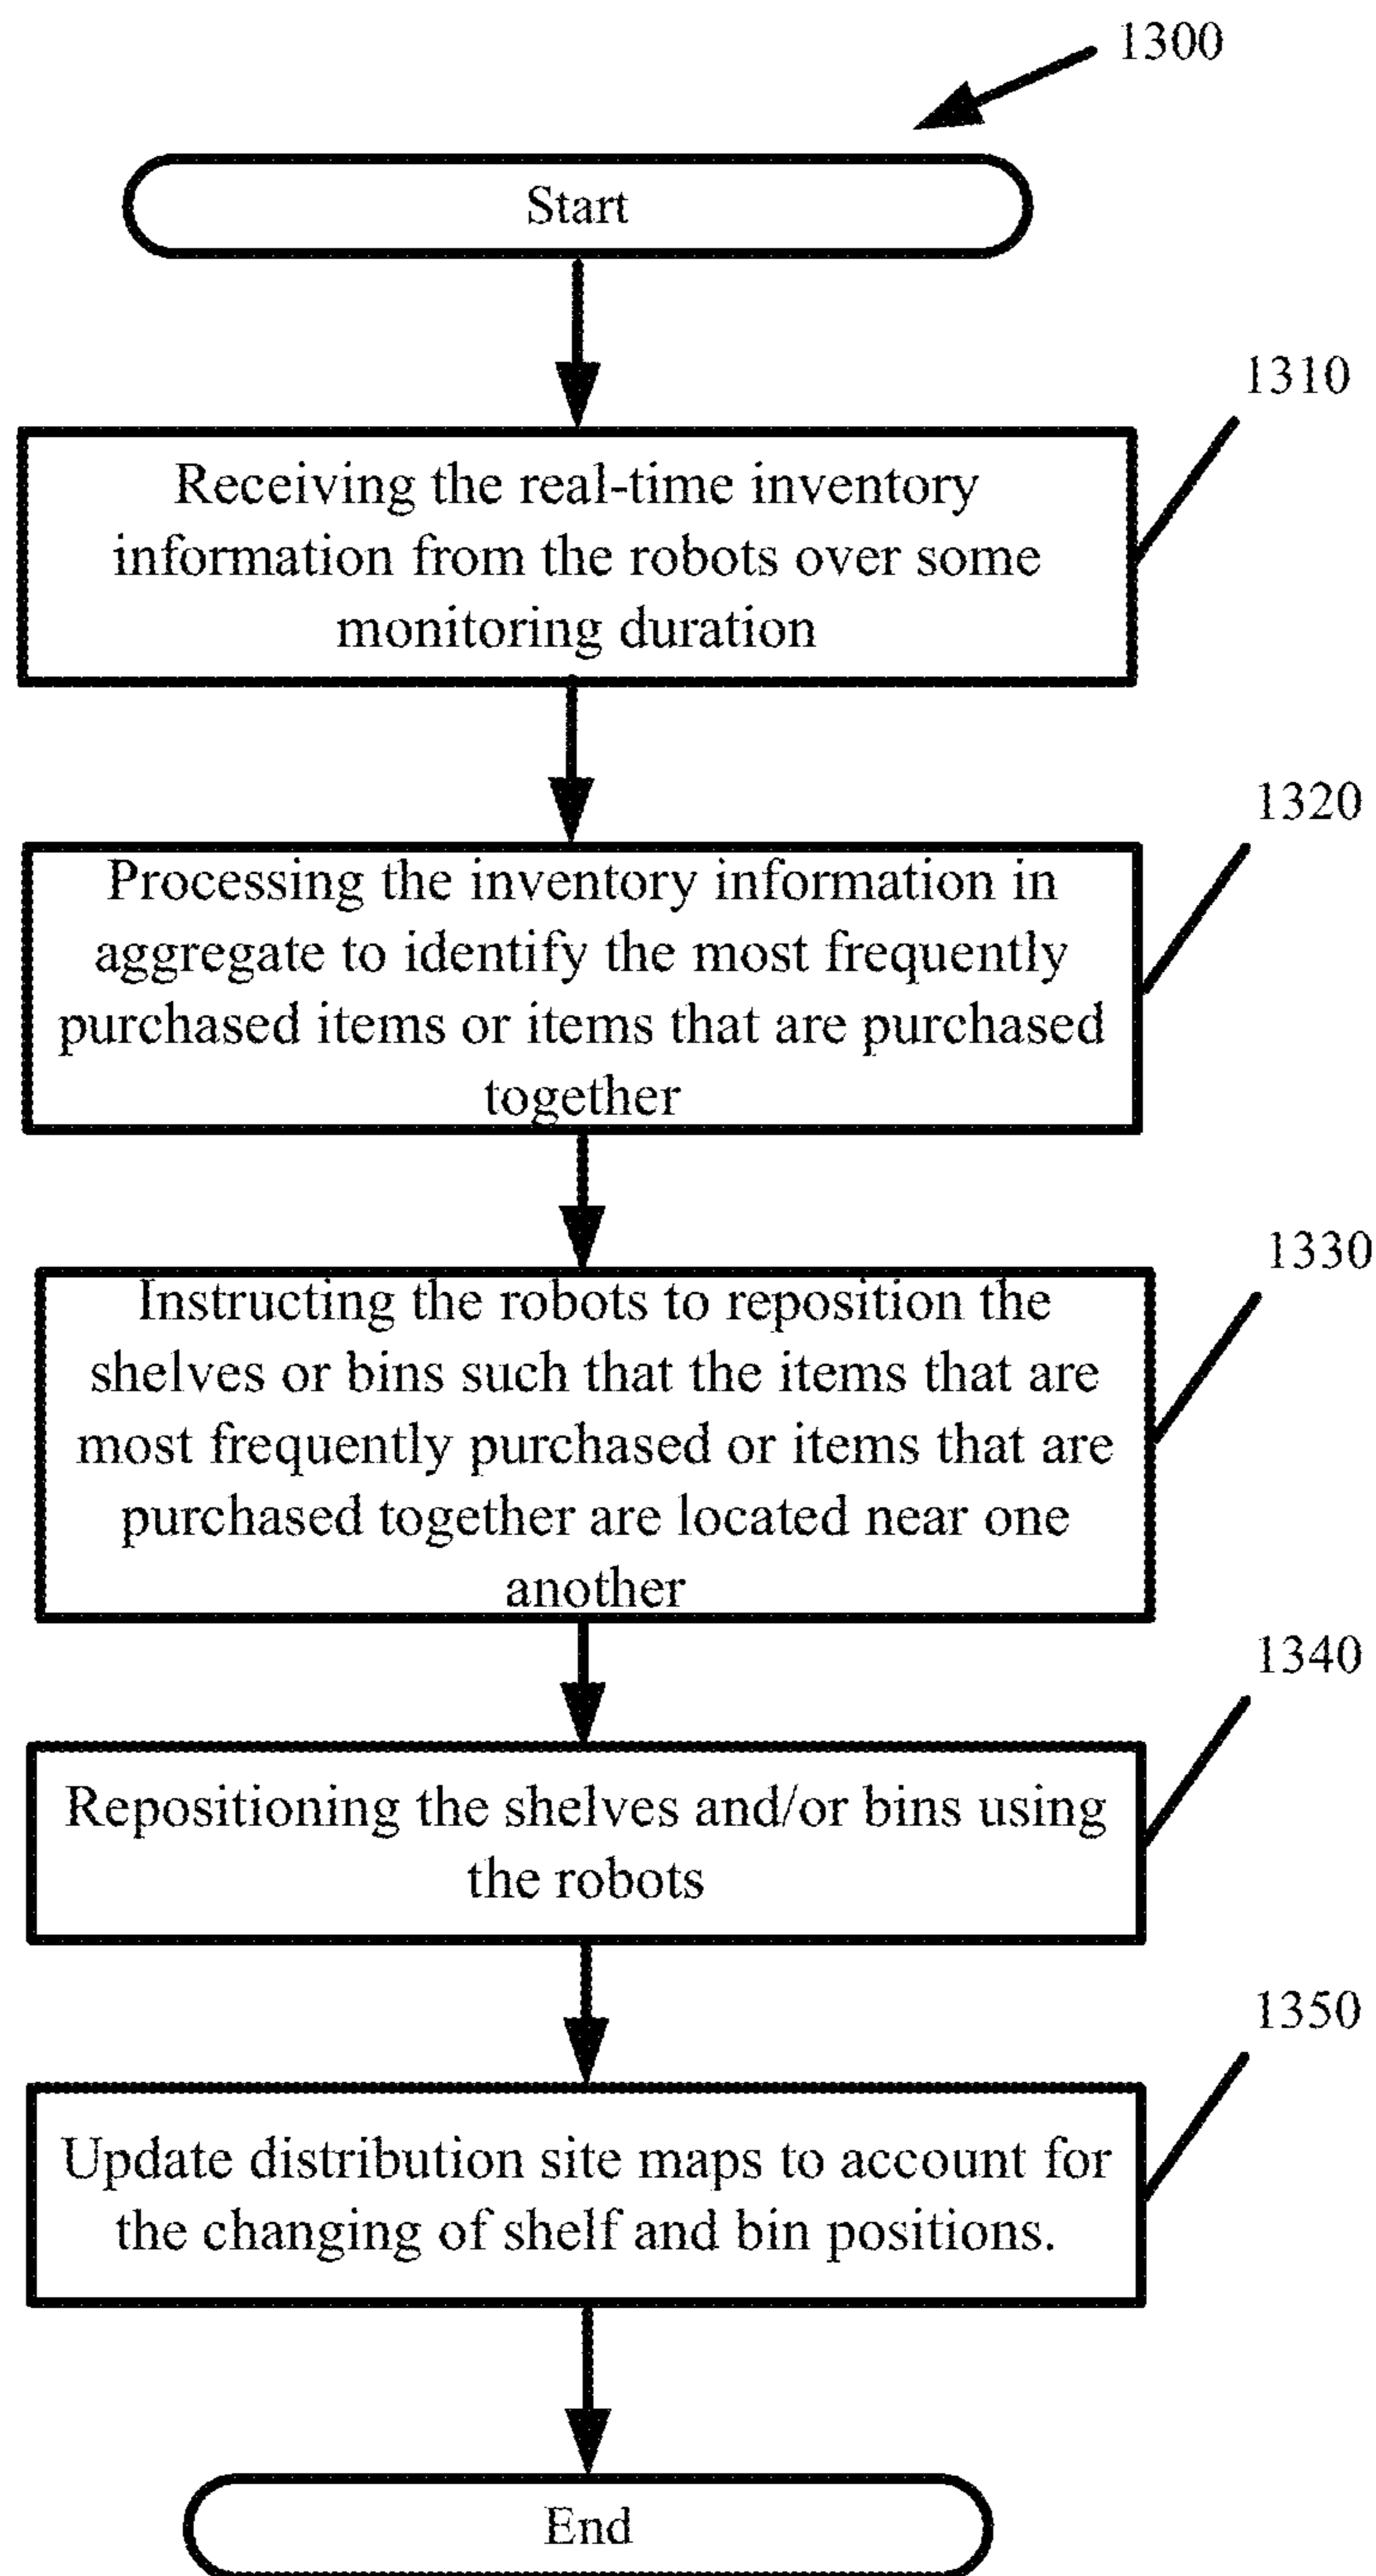 1300
Start
1310
Receiving the real-time inventory
information from the robots over some
monitoring duration
1320
Processing the inventory information in
aggregate to identify the most frequently
purchased items or items that are purchased
together
1330
Instructing the robots to reposition the
shelves or bins such that the items that are
most frequently purchased or items that are
purchased together are located near one
another
1340
Repositioning the shelves and/or bins using
the robots
1350
Update distribution site maps to account for
the changing of shelf and bin positions.
End